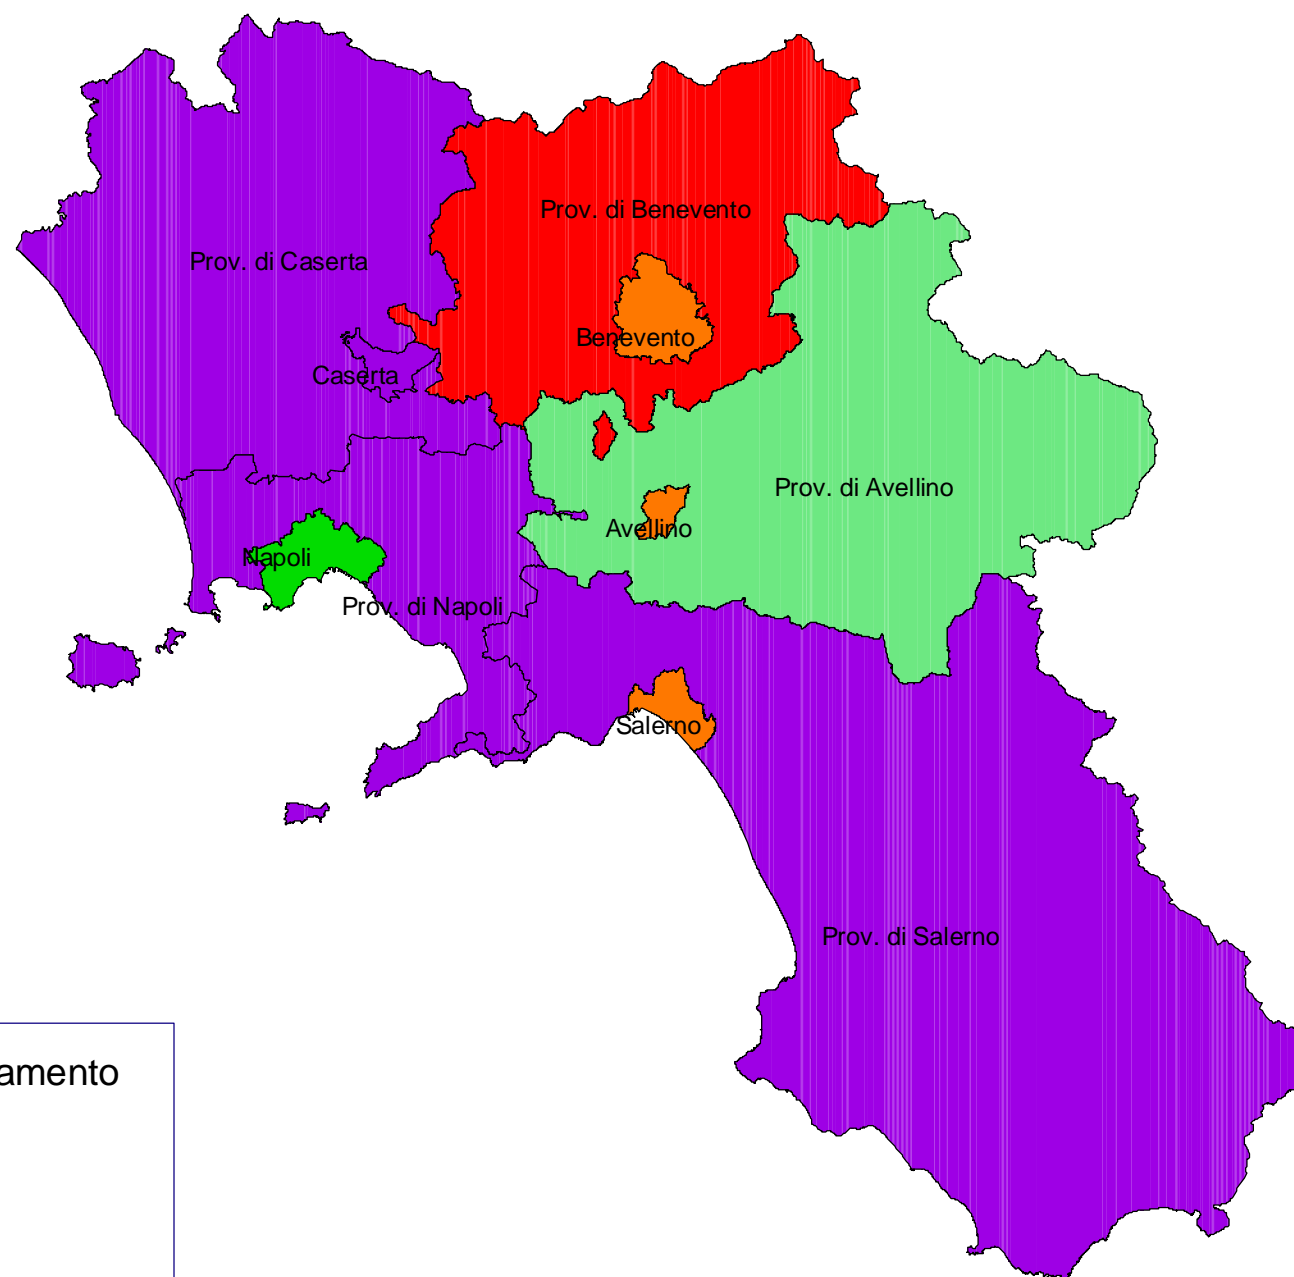 Prov. di Benevento
Prov. di Caserta
Benevento
Caserta
Prov. di Avellino
Avellino
Napoli
Prov. di Napoli
Salerno
Prov. di Salerno
amento